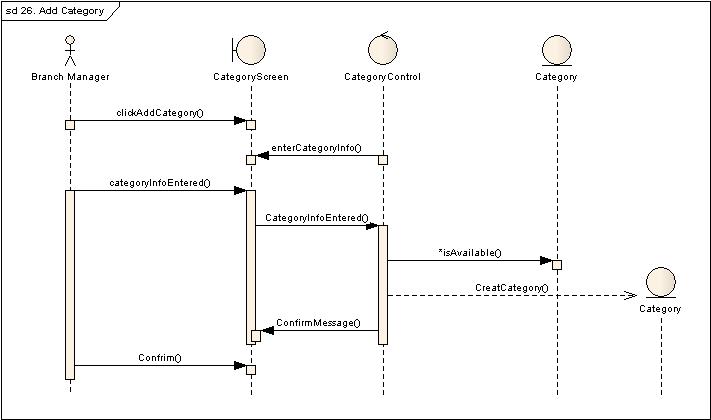 sd 26. Add Category
Branch Manager
CategoryScreen
CategoryControl
Category
clickAddCategory()
enterCategoryInfo()
categoryInfoEntered()
CategoryInfoEntered()
*isAvailable()
CreatCategory()
Category
ConfirmMessage()
Confrim()